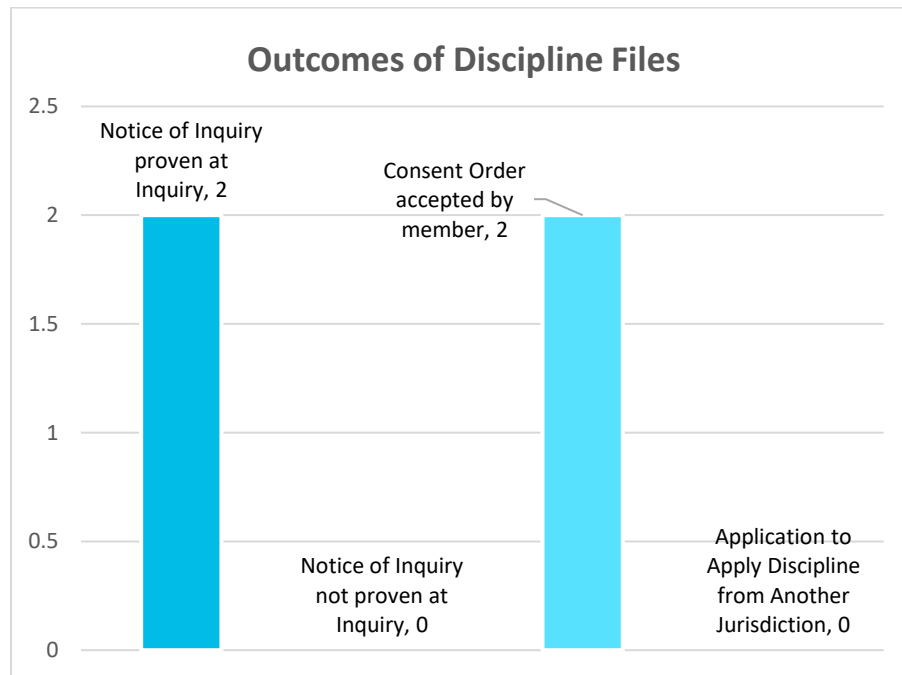 Outcomes of Discipline Files
2.5
Notice of Inquiry
proven at
Inquiry, 2
Consent Order
accepted by
member, 2
2
1.5
1
0.5
Notice of Inquiry
not proven at
Inquiry, 0
Application to
Apply Discipline
from Another
Jurisdiction, 0
0